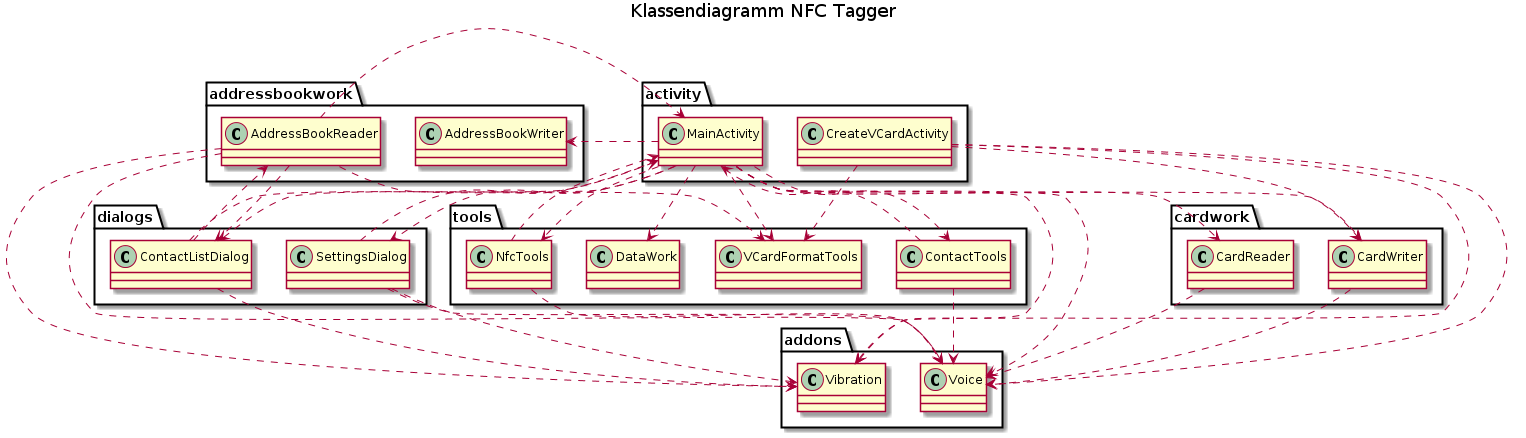 Klassendiagramm NFC Tagger
addressbookwork
activity
C AddressBookReader
C AddressBookWriter
C MainActivity
C CreateVCardActivity
dialogs
tools
cardwork
C ContactListDialog
C SettingsDialog
C NfcTools
C DataWork
C VCardFormatTools
C ContactTools
C CardReader
C CardWriter
addons
C Vibration
C Voice